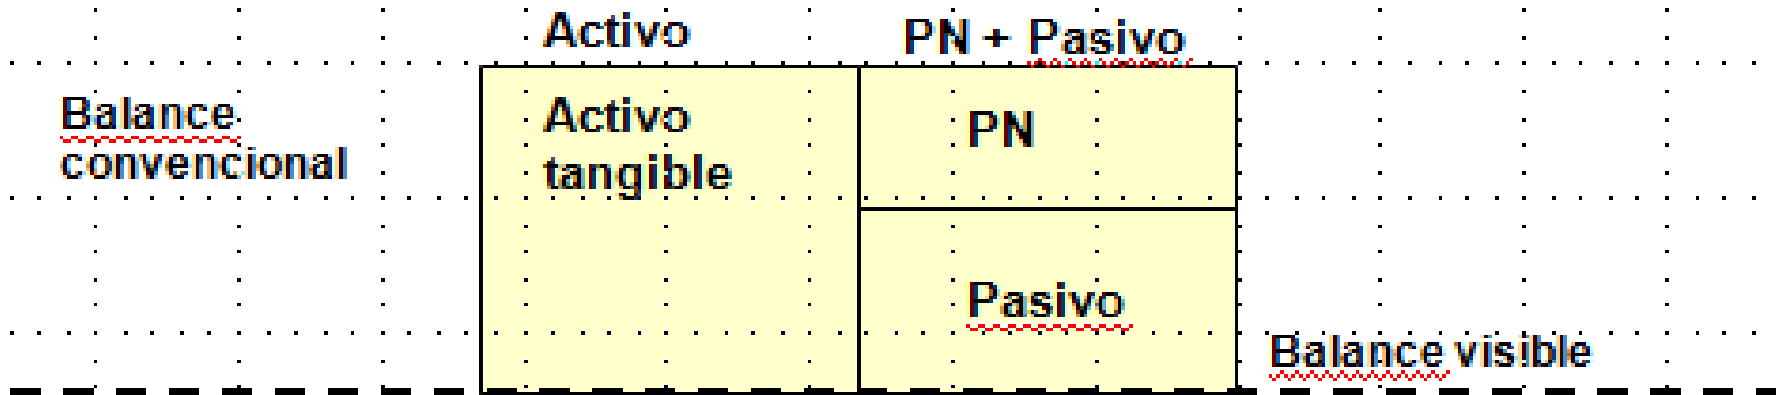 Activo
PN + Pasivo
Balance
convencional
Activo
tangible
PN
Pasivo
Balance visible